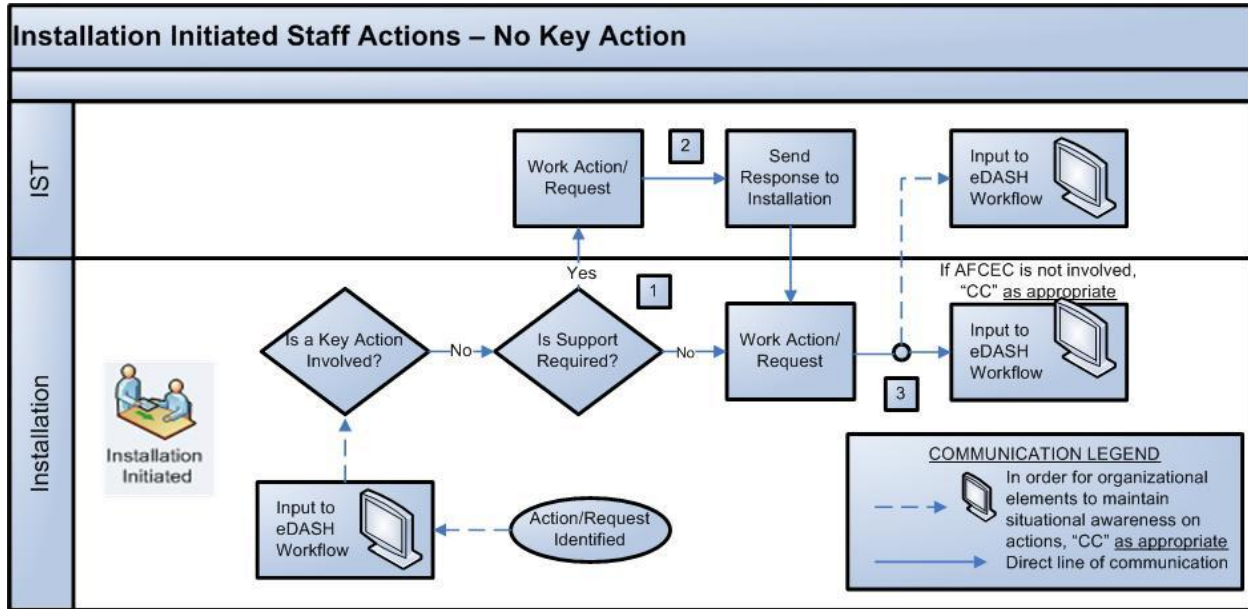 Installation Initiated Staff Actions – No Key Action
IST
Work Action/
Request
2
Send
Response to
Installation
Input to
eDASH
Workflow
Installation
Yes
1
If AFCEC is not involved,
“CC” as appropriate
Is a Key Action
Involved?
No
Is Support
Required?
No
Work Action/
Request
3
Input to
eDASH
Workflow
Installation
Initiated
Input to
eDASH
Workflow
Action/Request
Identified
COMMUNICATION LEGEND
In order for organizational
elements to maintain
situational awareness on
actions, “CC” as appropriate
Direct line of communication